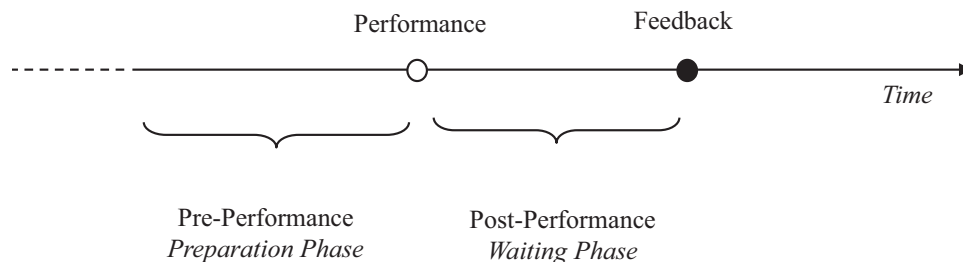 Performance
Feedback
Time
Pre-Performance
Preparation Phase
Post-Performance
Waiting Phase